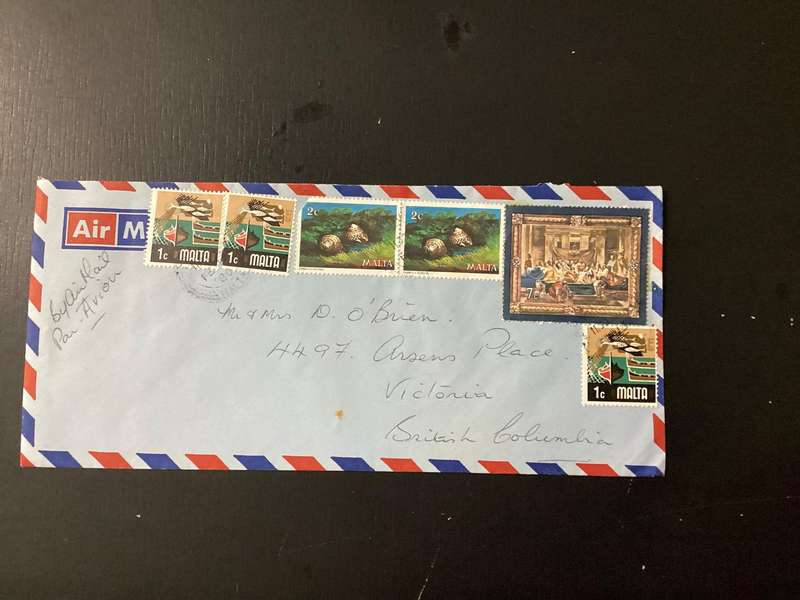 Air M
1c MALTA
1c MALTA
2c
MALTA
2c
MALTA
7c
By Air Mail
Par Avion
Mr & Mrs D. O'Brien.
4497. Arsens Place.
Victoria
British Columbia
1c MALTA